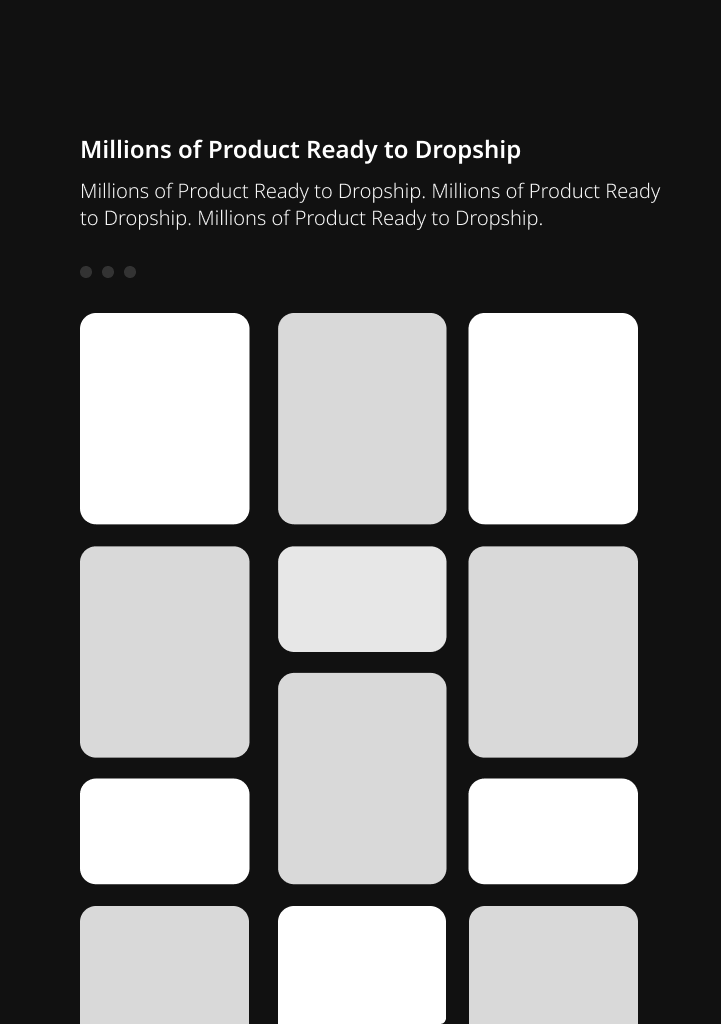 Millions of Product Ready to Dropship
Millions of Product Ready to Dropship. Millions of Product Ready
to Dropship. Millions of Product Ready to Dropship.